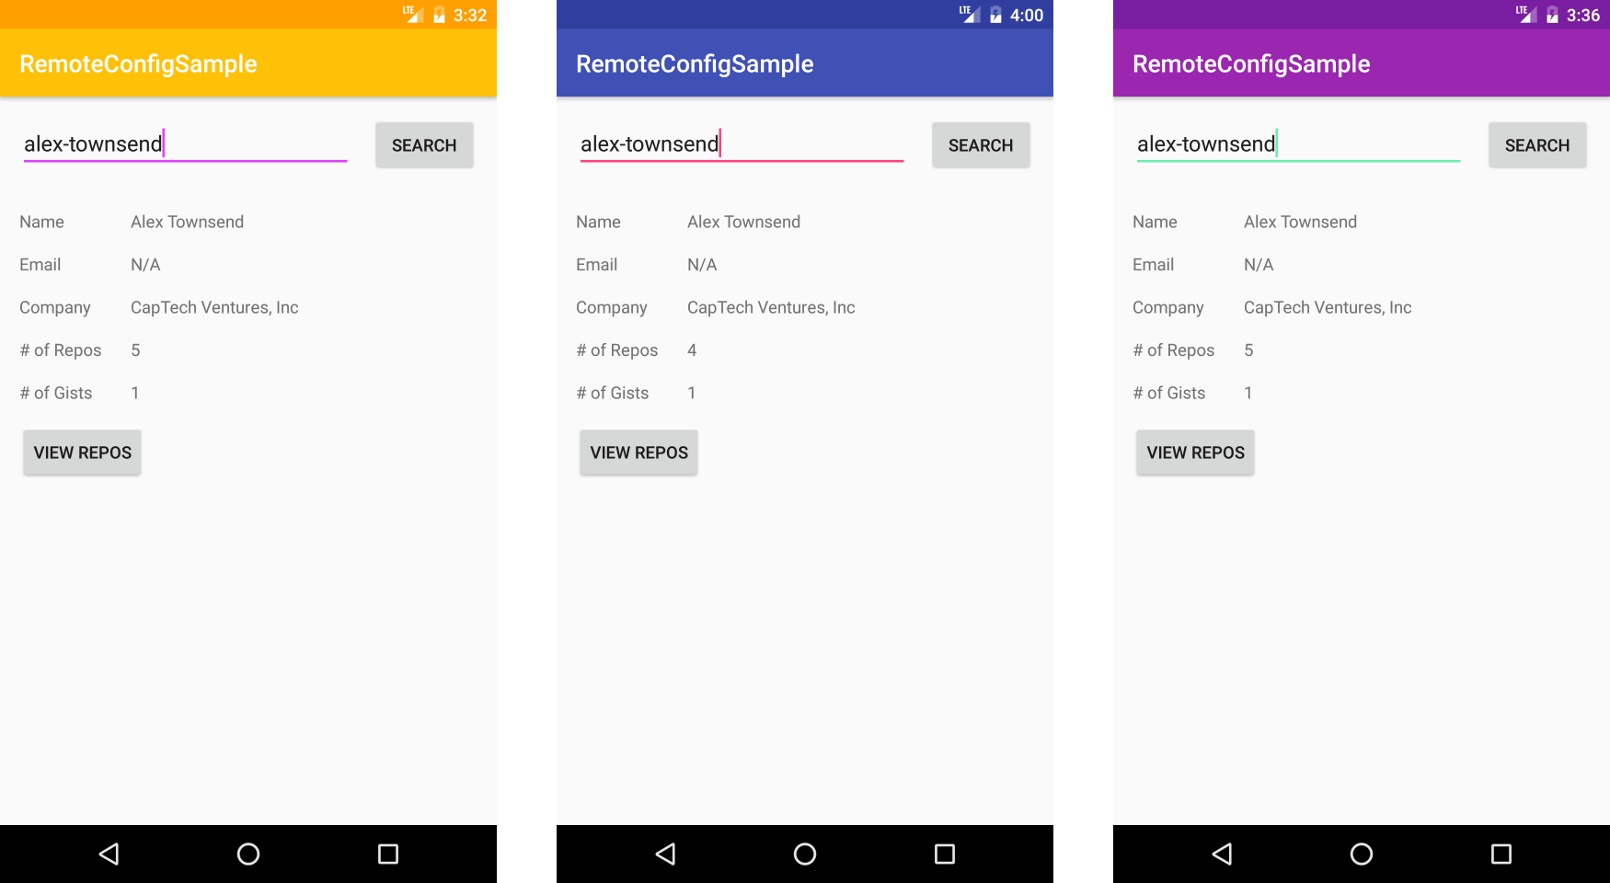 LTE 3:32
RemoteConfigSample
alex-townsend SEARCH
Name Alex Townsend
Email N/A
Company CapTech Ventures, Inc
# of Repos 5
# of Gists 1
VIEW REPOS
LTE 4:00
RemoteConfigSample
alex-townsend SEARCH
Name Alex Townsend
Email N/A
Company CapTech Ventures, Inc
# of Repos 4
# of Gists 1
VIEW REPOS
LTE 3:36
RemoteConfigSample
alex-townsend SEARCH
Name Alex Townsend
Email N/A
Company CapTech Ventures, Inc
# of Repos 5
# of Gists 1
VIEW REPOS